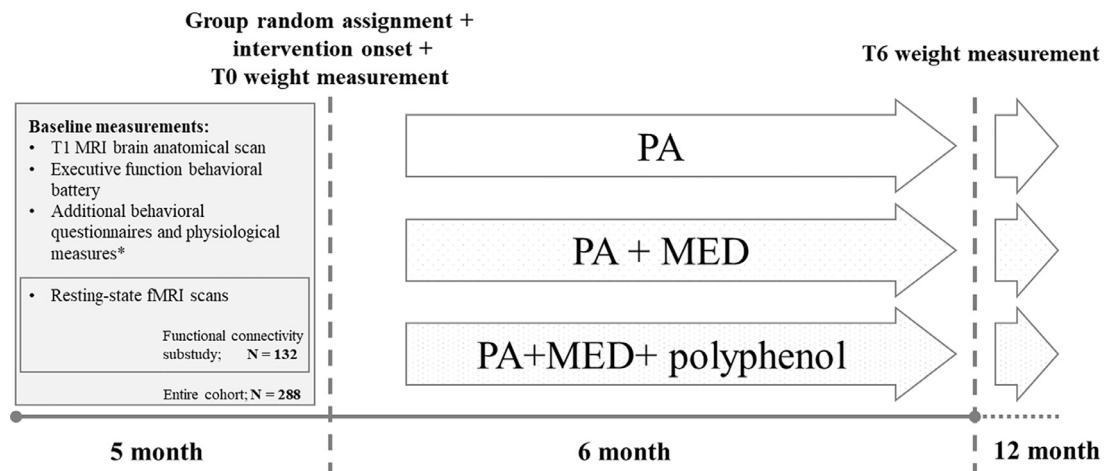 Group random assignment +
intervention onset +
T0 weight measurement
T6 weight measurement
Baseline measurements:
• T1 MRI brain anatomical scan
• Executive function behavioral
battery
• Additional behavioral
questionnaires and physiological
measures*
• Resting-state fMRI scans
Functional connectivity
substudy; N = 132
Entire cohort; N = 288
PA
PA + MED
PA+MED+ polyphenol
5 month
6 month
12 month